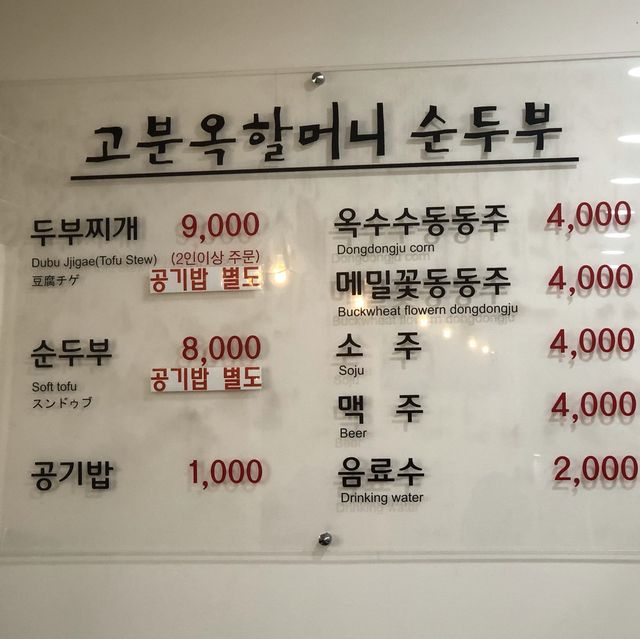 고분옥할머니 순두부
두부찌개 9,000
Dubu Jjigae(Tofu Stew) (2인이상 주문)
豆腐チゲ 공기밥 별도
순두부 8,000
Soft tofu 공기밥 별도
スンドゥブ
공기밥 1,000
옥수수동동주 4,000
Dongdongju corn
메밀꽃동동주 4,000
Buckwheat flowern dongdongju
소 주 4,000
Soju
맥 주 4,000
Beer
음료수 2,000
Drinking water